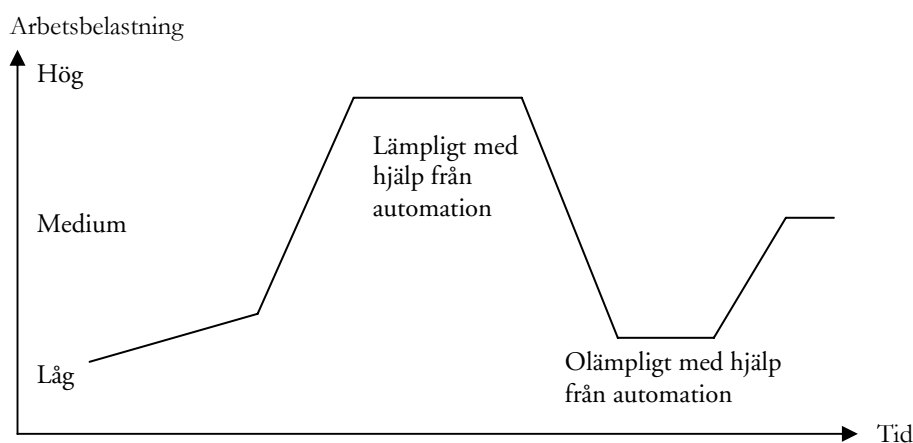 Arbetsbelastning
Hög
Lämpligt med
hjälp från
automation
Medium
Låg
Olämpligt med hjälp
från automation
Tid